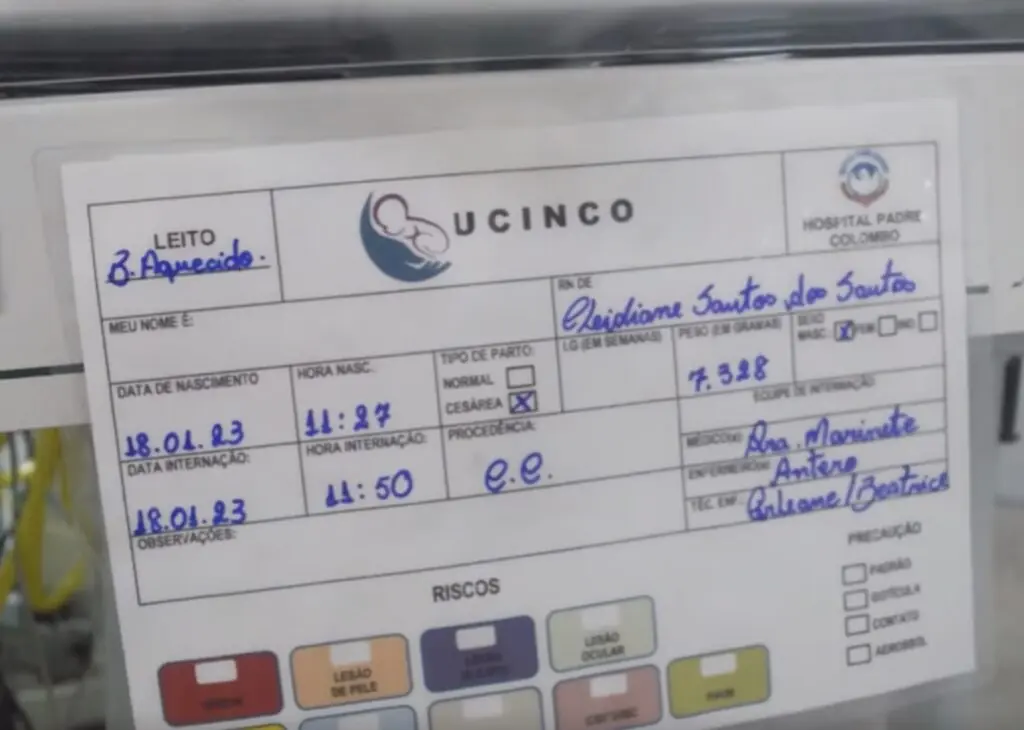 LEITO
B. Aquecido.
UCINCO
HOSPITAL PADRE
COLOMBO
MEU NOME É:
RN DE
Cleidiane Santos dos Santos
DATA DE NASCIMENTO
18.01.23
HORA NASC.
11:27
TIPO DE PARTO:
NORMAL
CESÁREA X
I.G (EM SEMANAS)
PESO (EM GRAMAS)
7.328
SEXO
MASC. X FEM IND
DATA INTERNAÇÃO:
18.01.23
HORA INTERNAÇÃO:
11:50
PROCEDÊNCIA:
C.C.
EQUIPE DE INTERNAÇÃO
MÉDICO(A) Dra. Marinete
ENFERMEIRO(A) Antero
TÉC. ENF. Arleane/Beatrice
OBSERVAÇÕES:
RISCOS
LESÃO
DE PELE
LESÃO
OCULAR
PRECAUÇÃO
PADRÃO
GOTÍCULA
CONTATO
AEROSSOL